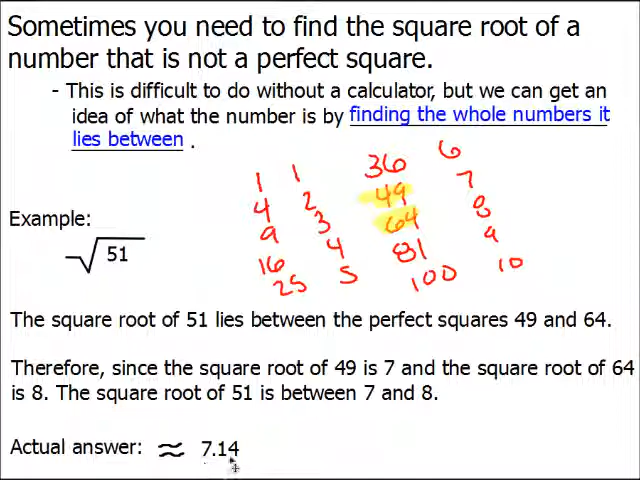 Sometimes you need to find the square root of a
number that is not a perfect square.
- This is difficult to do without a calculator, but we can get an
idea of what the number is by finding the whole numbers it
lies between .
1 1 36 6
4 2 49 7
9 3 64 8
16 4 81 9
25 5 100 10
Example:
√51
The square root of 51 lies between the perfect squares 49 and 64.
Therefore, since the square root of 49 is 7 and the square root of 64
is 8. The square root of 51 is between 7 and 8.
Actual answer: ≈ 7.14